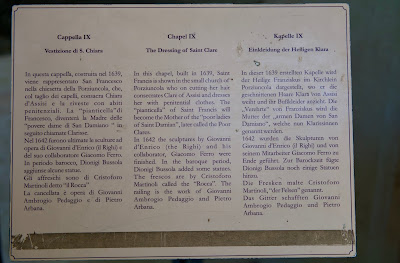 Cappella IX
Vestizione di S. Chiara
In questa cappella, costruita nel 1639,
viene rappresentato San Francesco
nella chiesetta della Porziuncola, che,
col taglio dei capelli, consacra Chiara
d'Assisi e la riveste con abiti
penitenziali. La "pianticella" di
Francesco, diventerà la Madre delle
"povere dame di San Damiano" in
seguito chiamate Clarisse.
Nel 1642 furono ultimate le sculture ad
opera di Giovanni d'Enrico (il Righi) e
del suo collaboratore Giacomo Ferro.
In periodo barocco, Dionigi Bussola
aggiunse alcune statue.
Gli affreschi sono di Cristoforo
Martinoli detto "il Rocca"
La cancellata è opera di Giovanni
Ambrogio Pedaggio e di Pietro
Arbana.
Chapel IX
The Dressing of Saint Clare
In this chapel, built in 1639, Saint
Francis is shown in the small church of
Porziuncola who on cutting her hair
consecrates Clare of Assisi and dresses
her with penitential clothes. The
"pianticella" of Saint Francis will
become the Mother of the "poor ladies
of Saint Damian", later called the Poor
Clares.
In 1642 the sculptures by Giovanni
d'Enrico (the Righi) and his
collaborator, Giacomo Ferro were
finished. In the baroque period,
Dionigi Bussola added some statues.
The frescos are by Cristoforo
Martinoli called the "Rocca". The
railing is the work of Giovanni
Ambrogio Pedaggio and Pietro
Arbana.
Kapelle IX
Einkleidung der Heiligen Klara
In dieser 1639 erstellten Kapelle wird
der Heilige Franziskus im Kirchlein
Porziuncola dargestellt, wo er die
geschnittenen Haare Klara von Assisi
weiht und ihr Bußkleider anzieht. Die
von Franziskus wird die
Mutter der „armen Damen von San
Damiano", welche nun Klarissinnen
genannt werden.
1642 wurden die Skulpturen von
Giovanni d'Enrico (il Righi) und von
seinem Mitarbeiter Giacomo Ferro zu
Ende geführt. Zur Barockzeit fügte
Dionigi Bussola noch einige Statuen
hinzu.
Die Fresken malte Cristoforo
Martinoli, "der Felsen" genannt.
Das Gitter schafften Giovanni
Ambrogio Pedaggio und Pietro
Arbana.